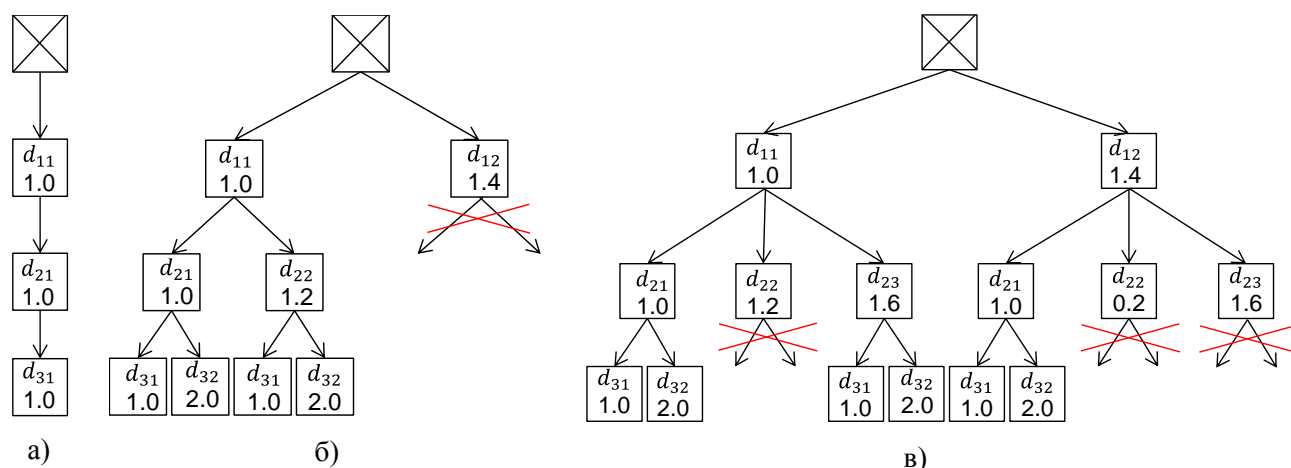 d₁₁
1.0
d₂₁
1.0
d₃₁
1.0
а)
d₁₁
1.0
d₁₂
1.4
d₂₁
1.0
d₂₂
1.2
d₃₁
1.0
d₃₂
2.0
d₃₁
1.0
d₃₂
2.0
б)
d₁₁
1.0
d₁₂
1.4
d₂₁
1.0
d₂₂
1.2
d₂₃
1.6
d₂₁
1.0
d₂₂
0.2
d₂₃
1.6
d₃₁
1.0
d₃₂
2.0
d₃₁
1.0
d₃₂
2.0
d₃₁
1.0
d₃₂
2.0
в)